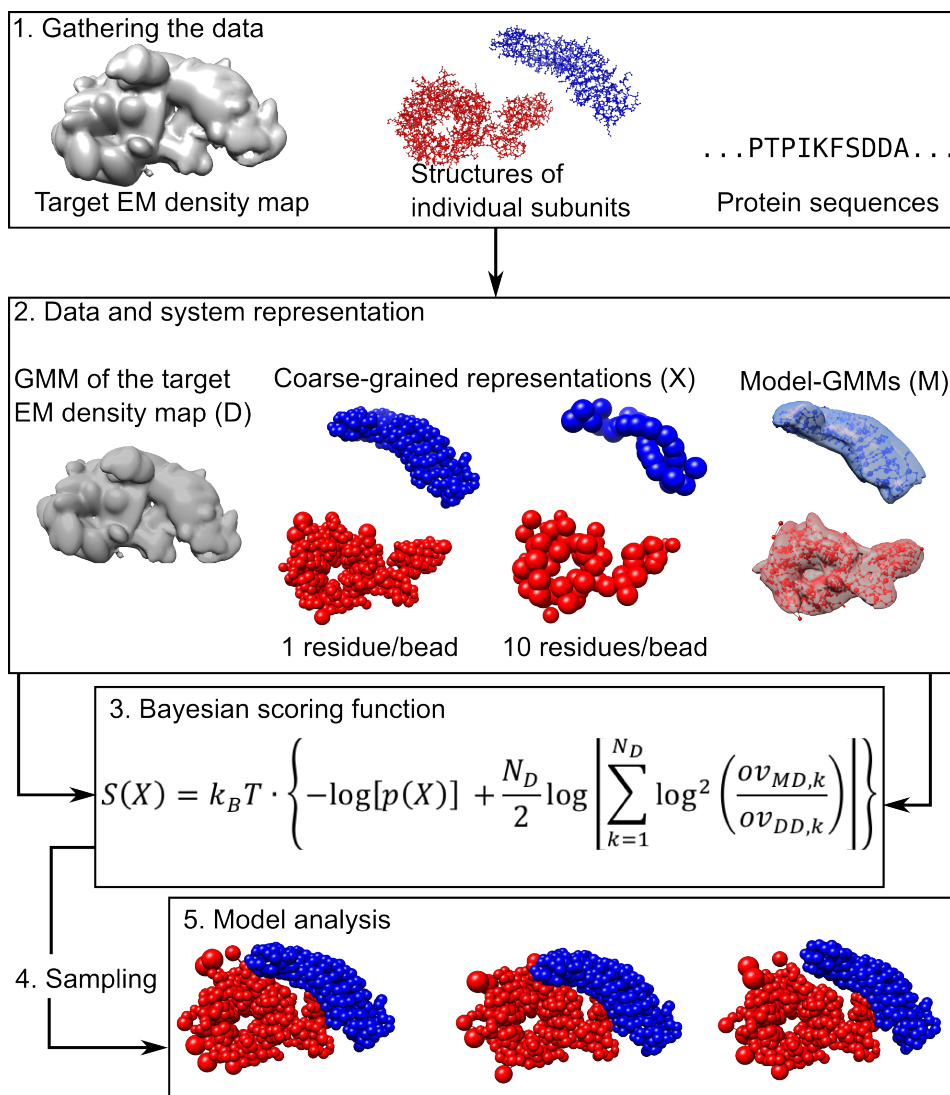 1. Gathering the data
...PTPIKFSDDA...
Target EM density map
Structures of
individual subunits
Protein sequences
2. Data and system representation
GMM of the target
EM density map (D)
Coarse-grained representations (X)
Model-GMMs (M)
1 residue/bead
10 residues/bead
3. Bayesian scoring function
S(X) = k_B T · { −log[p(X)] + N_D/2 log | ∑_{k=1}^{N_D} log² ( ov_{MD,k} / ov_{DD,k} ) | }
4. Sampling
5. Model analysis